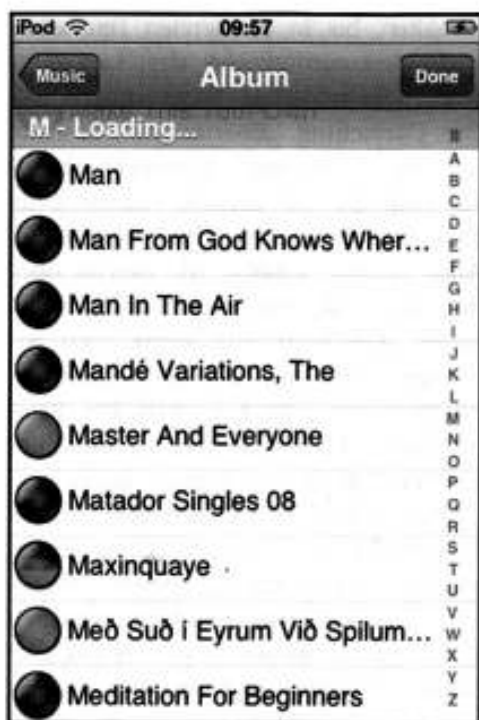 iPod 09:57
Music Album Done
M - Loading...
Man
Man From God Knows Wher...
Man In The Air
Mandé Variations, The
Master And Everyone
Matador Singles 08
Maxinquaye
Með Suð í Eyrum Við Spilum...
Meditation For Beginners
A
B
C
D
E
F
G
H
I
J
K
L
M
N
O
P
Q
R
S
T
U
V
W
X
Y
Z